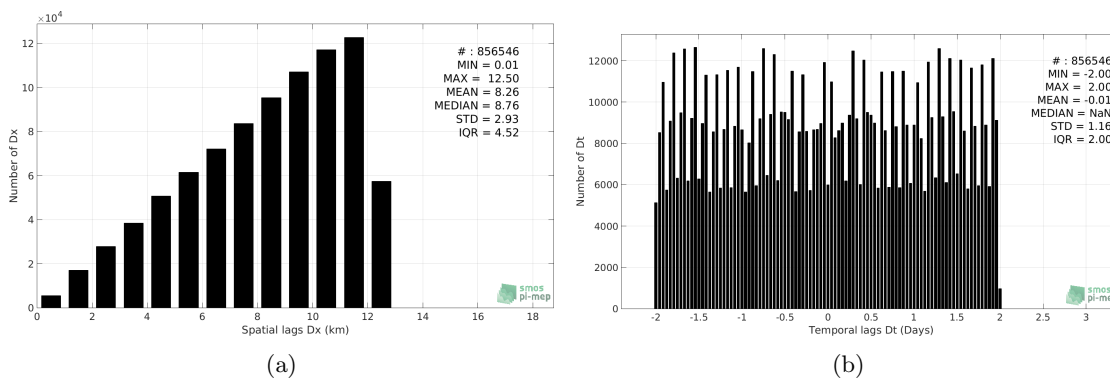 ×10⁴
12
10
8
6
4
2
0
0 2 4 6 8 10 12 14 16 18
Number of Dx
Spatial lags Dx (km)
# : 856546
MIN = 0.01
MAX = 12.50
MEAN = 8.26
MEDIAN = 8.76
STD = 2.93
IQR = 4.52
smos
pi-mep
(a)
12000
10000
8000
6000
4000
2000
0
-2 -1.5 -1 -0.5 0 0.5 1 1.5 2 2.5 3
Number of Dt
Temporal lags Dt (Days)
# : 856546
MIN = -2.00
MAX = 2.00
MEAN = -0.01
MEDIAN = NaN
STD = 1.16
IQR = 2.00
smos
pi-mep
(b)